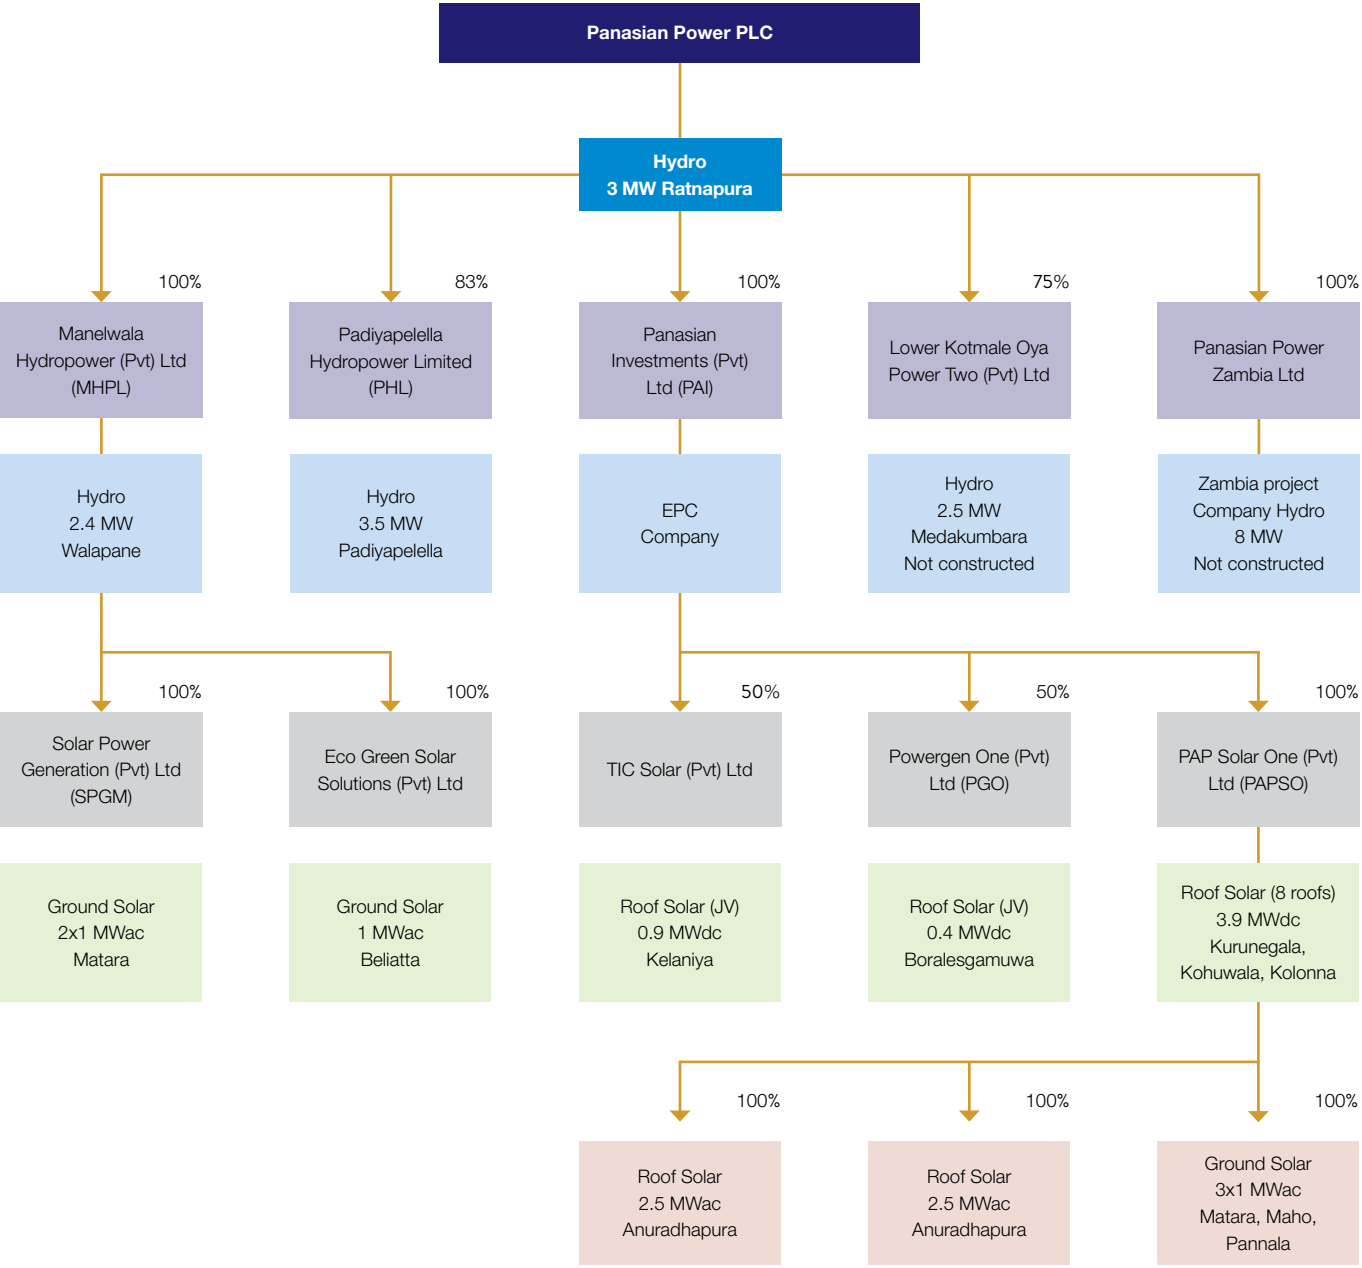 Panasian Power PLC
Hydro
3 MW Ratnapura
100%
83%
100%
75%
100%
Manelwala
Hydropower (Pvt) Ltd
(MHPL)
Padiyapelella
Hydropower Limited
(PHL)
Panasian
Investments (Pvt)
Ltd (PAI)
Lower Kotmale Oya
Power Two (Pvt) Ltd
Panasian Power
Zambia Ltd
Hydro
2.4 MW
Walapane
Hydro
3.5 MW
Padiyapelella
EPC
Company
Hydro
2.5 MW
Medakumbara
Not constructed
Zambia project
Company Hydro
8 MW
Not constructed
100%
100%
50%
50%
100%
Solar Power
Generation (Pvt) Ltd
(SPGM)
Eco Green Solar
Solutions (Pvt) Ltd
TIC Solar (Pvt) Ltd
Powergen One (Pvt)
Ltd (PGO)
PAP Solar One (Pvt)
Ltd (PAPSO)
Ground Solar
2x1 MWac
Matara
Ground Solar
1 MWac
Beliatta
Roof Solar (JV)
0.9 MWdc
Kelaniya
Roof Solar (JV)
0.4 MWdc
Boralesgamuwa
Roof Solar (8 roofs)
3.9 MWdc
Kurunegala,
Kohuwala, Kolonna
100%
100%
100%
Roof Solar
2.5 MWac
Anuradhapura
Roof Solar
2.5 MWac
Anuradhapura
Ground Solar
3x1 MWac
Matara, Maho,
Pannala